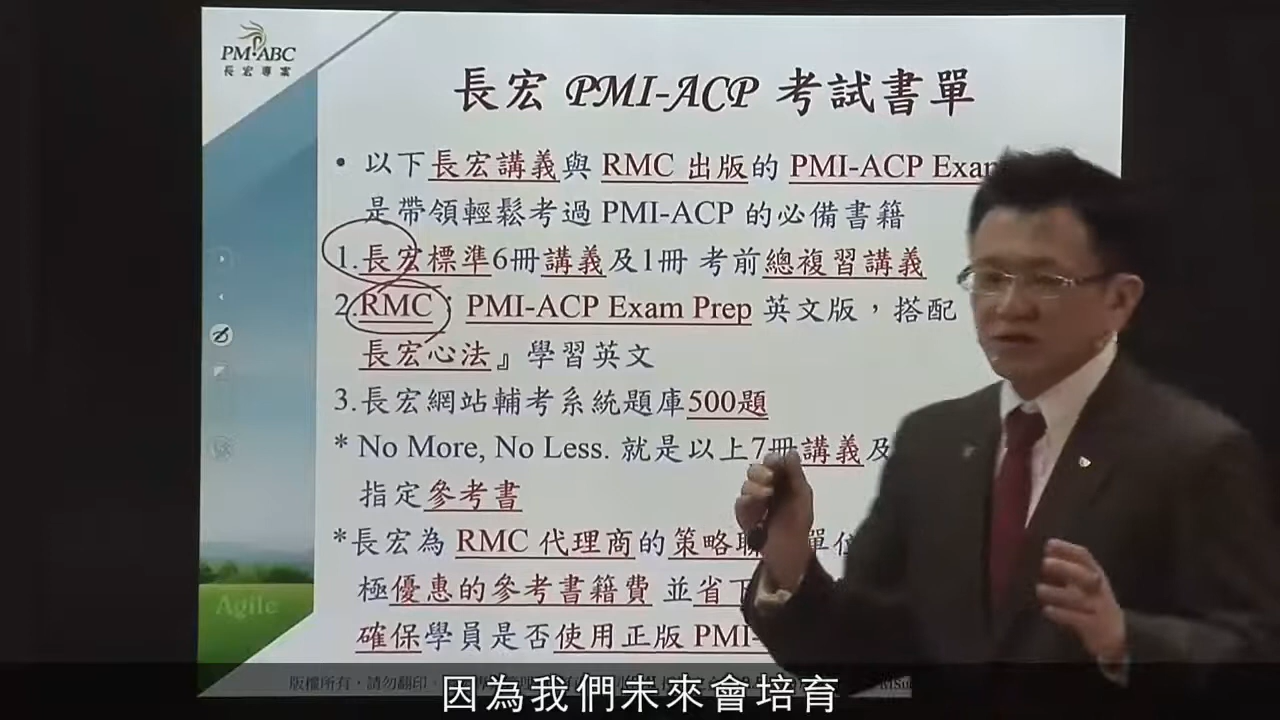 PM ABC
長宏專案
長宏 PMI-ACP 考試書單
• 以下長宏講義與 RMC 出版的 PMI-ACP Exam
是帶領輕鬆考過 PMI-ACP 的必備書籍
1.長宏標準6冊講義及1冊 考前總複習講義
2.RMC： PMI-ACP Exam Prep 英文版，搭配
長宏心法』學習英文
3.長宏網站輔考系統題庫500題
* No More, No Less. 就是以上7冊講義及
指定參考書
*長宏為 RMC 代理商的策略聯 單位
極優惠的參考書籍費 並省下
確保學員是否使用正版 PMI-
Agile
版權所有，請勿翻印
因為我們未來會培育